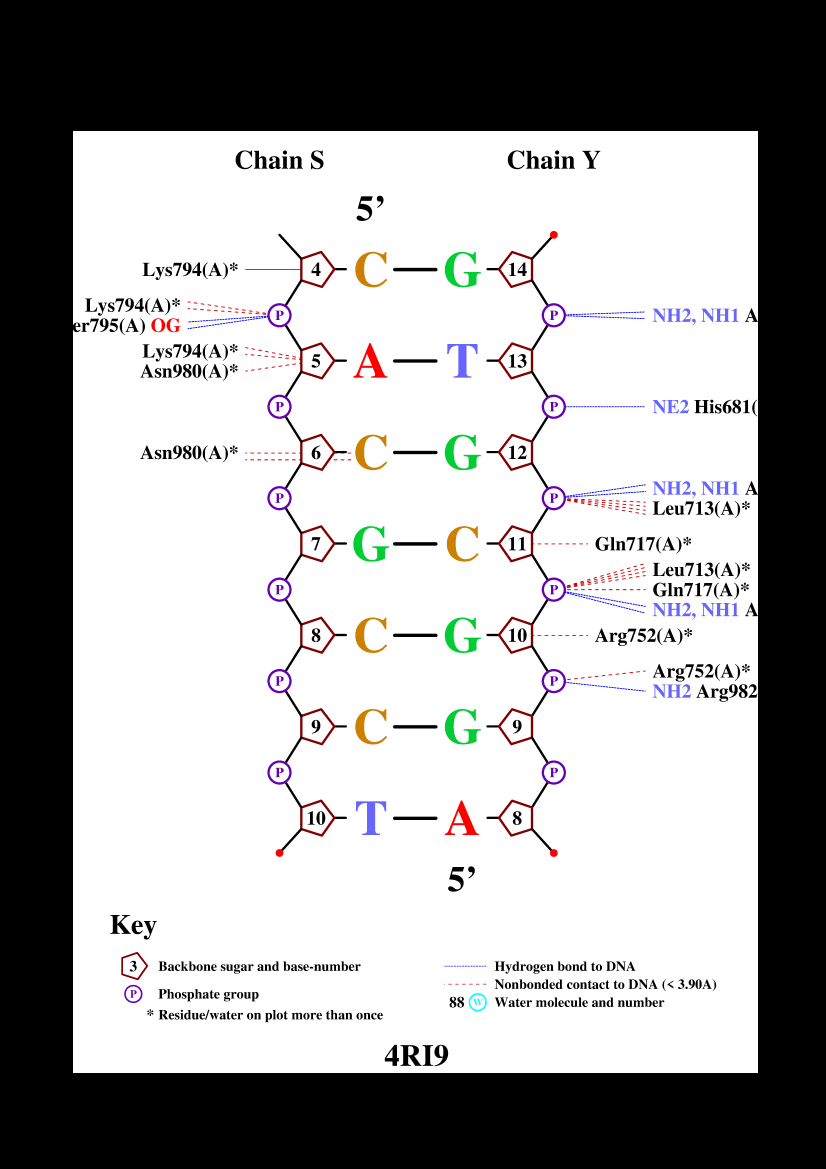 Chain S Chain Y
5’
Lys794(A)* 4 C G 14
Lys794(A)* P P NH2, NH1 A
er795(A) OG
Lys794(A)* 5 A T 13
Asn980(A)*
P P NE2 His681(
Asn980(A)* 6 C G 12
P P NH2, NH1 A
Leu713(A)*
7 G C 11 Gln717(A)*
Leu713(A)*
P P Gln717(A)*
NH2, NH1 A
8 C G 10 Arg752(A)*
Arg752(A)*
P P NH2 Arg982
9 C G 9
P P
10 T A 8
5’
Key
3 Backbone sugar and base-number
P Phosphate group
* Residue/water on plot more than once
Hydrogen bond to DNA
Nonbonded contact to DNA (< 3.90A)
88 W Water molecule and number
4RI9